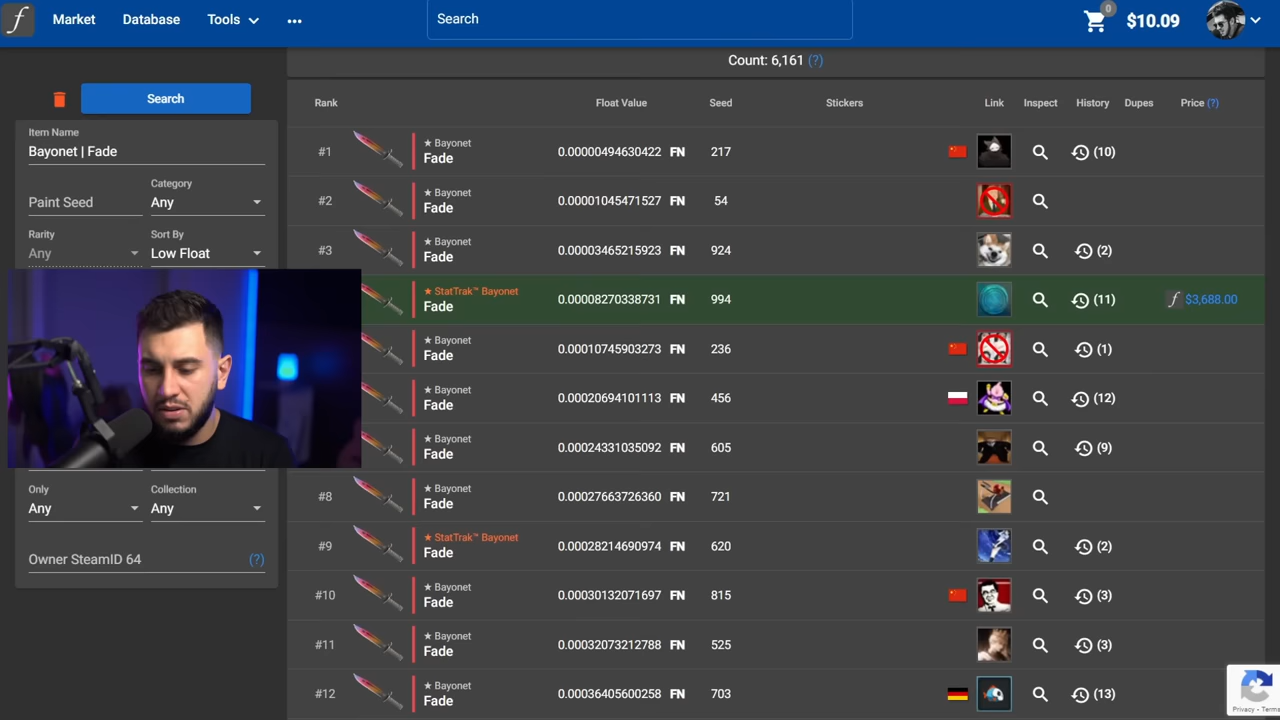 f Market Database Tools ••• Search 0 $10.09
Count: 6,161 (?)
Search
Item Name
Bayonet | Fade
Paint Seed
Category
Any
Rarity
Any
Sort By
Low Float
Only
Any
Collection
Any
Owner SteamID 64 (?)
Rank Float Value Seed Stickers Link Inspect History Dupes Price (?)
#1 ★ Bayonet
Fade 0.00000494630422 FN 217 (10)
#2 ★ Bayonet
Fade 0.00001045471527 FN 54
#3 ★ Bayonet
Fade 0.00003465215923 FN 924 (2)
★ StatTrak™ Bayonet
Fade 0.00008270338731 FN 994 (11) f $3,688.00
★ Bayonet
Fade 0.00010745903273 FN 236 (1)
★ Bayonet
Fade 0.00020694101113 FN 456 (12)
★ Bayonet
Fade 0.00024331035092 FN 605 (9)
#8 ★ Bayonet
Fade 0.00027663726360 FN 721
#9 ★ StatTrak™ Bayonet
Fade 0.00028214690974 FN 620 (2)
#10 ★ Bayonet
Fade 0.00030132071697 FN 815 (3)
#11 ★ Bayonet
Fade 0.00032073212788 FN 525 (3)
#12 ★ Bayonet
Fade 0.00036405600258 FN 703 (13)
Privacy - Terms